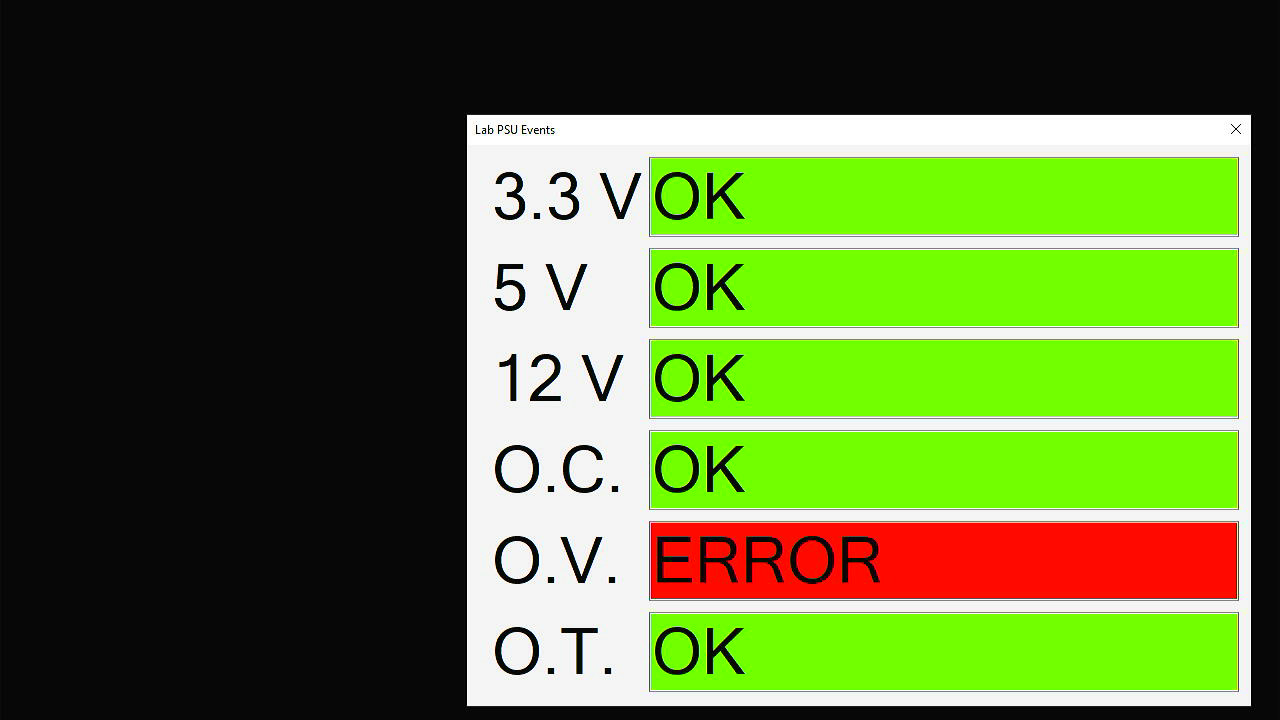 Lab PSU Events
3.3 V OK
5 V OK
12 V OK
O.C. OK
O.V. ERROR
O.T. OK